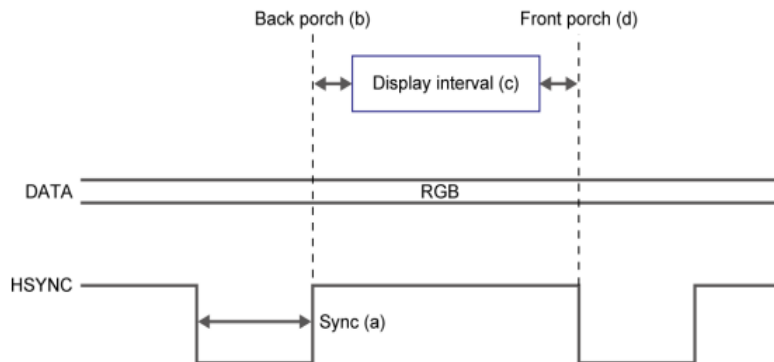 Back porch (b)
Front porch (d)
Display interval (c)
DATA
RGB
HSYNC
Sync (a)